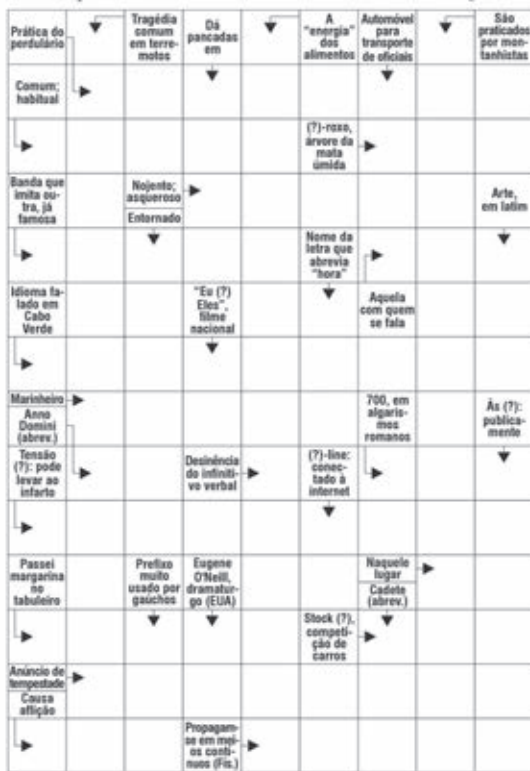 Prática do
perdulário
Tragédia
comum
em terre-
motos
Dá
pancadas
em
A
"energia"
dos
alimentos
Automóvel
para
transporte
de oficiais
São
praticados
por mon-
tanhistas
Comum;
habitual
(?)-roxo,
árvore da
mata
úmida
Banda que
imita ou-
tra, já
famosa
Nojento;
asqueroso
Entornado
Arte,
em latim
Nome da
letra que
abrevia
"hora"
Idioma fa-
lado em
Cabo
Verde
"Eu (?)
Eles",
filme
nacional
Aquela
com quem
se fala
Marinheiro
Anno
Domini
(abrev.)
700, em
algaris-
mos
romanos
Às (?):
publica-
mente
Tensão
(?): pode
levar ao
infarto
Desinência
do infiniti-
vo verbal
(?)-line:
conec-
tado à
internet
Passei
margarina
no
tabuleiro
Prefixo
muito
usado por
gaúchos
Eugene
O'Neill,
dramatur-
go (EUA)
Naquele
lugar
Cadete
(abrev.)
Stock (?),
competi-
ção de
carros
Anúncio de
tempestade
Causa
aflição
Propagam-
se em mei-
os contí-
nuos (Fís.)